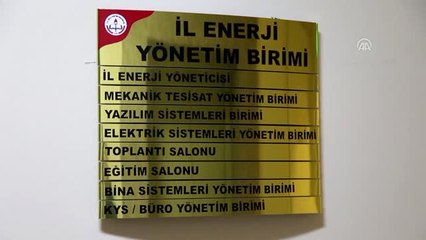 İL ENERJİ
YÖNETİM BİRİMİ
İL ENERJİ YÖNETİCİSİ
MEKANİK TESİSAT YÖNETİM BİRİMİ
YAZILIM SİSTEMLERİ BİRİMİ
ELEKTRİK SİSTEMLERİ YÖNETİM BİRİMİ
TOPLANTI SALONU
EĞİTİM SALONU
BİNA SİSTEMLERİ YÖNETİM BİRİMİ
KYS / BÜRO YÖNETİM BİRİMİ
AA